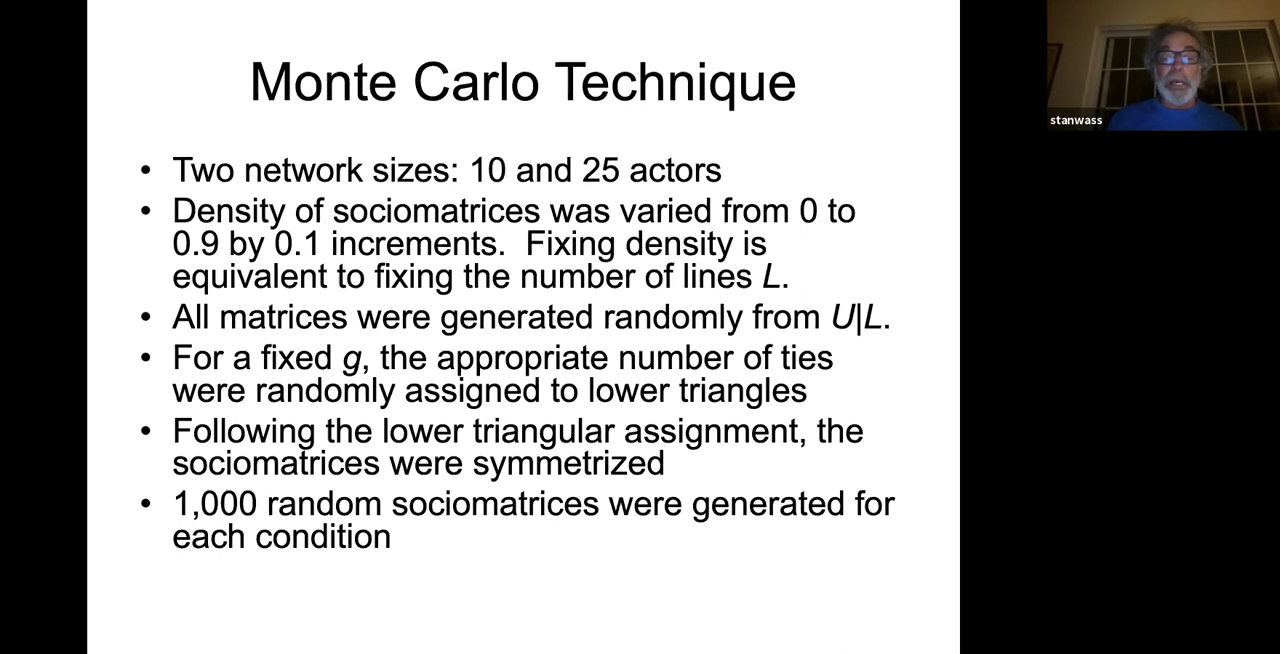 Monte Carlo Technique
• Two network sizes: 10 and 25 actors
• Density of sociomatrices was varied from 0 to
0.9 by 0.1 increments.  Fixing density is
equivalent to fixing the number of lines L.
• All matrices were generated randomly from U|L.
• For a fixed g, the appropriate number of ties
were randomly assigned to lower triangles
• Following the lower triangular assignment, the
sociomatrices were symmetrized
• 1,000 random sociomatrices were generated for
each condition
stanwass